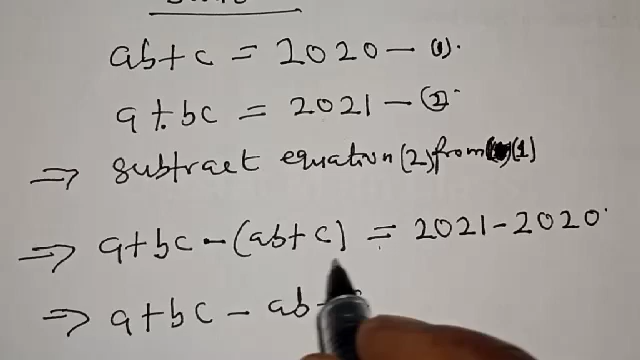 ab + c = 2020 — (1).
a + bc = 2021 — (2).
⇒ subtract equation (2) from (1)
⇒ a + bc - (ab + c) = 2021 - 2020
⇒ a + bc - ab -